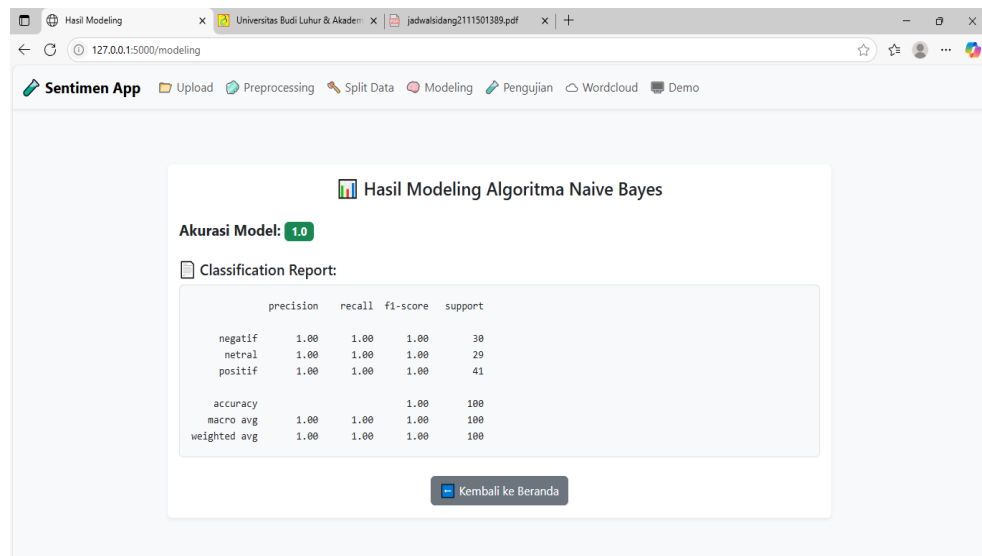 Hasil Modeling
Universitas Budi Luhur & Akadem
jadwalsidang2111501389.pdf
127.0.0.1:5000/modeling
Sentimen App Upload Preprocessing Split Data Modeling Pengujian Wordcloud Demo
Hasil Modeling Algoritma Naive Bayes
Akurasi Model: 1.0
Classification Report:
precision recall f1-score support
negatif 1.00 1.00 1.00 30
netral 1.00 1.00 1.00 29
positif 1.00 1.00 1.00 41
accuracy 1.00 100
macro avg 1.00 1.00 1.00 100
weighted avg 1.00 1.00 1.00 100
Kembali ke Beranda